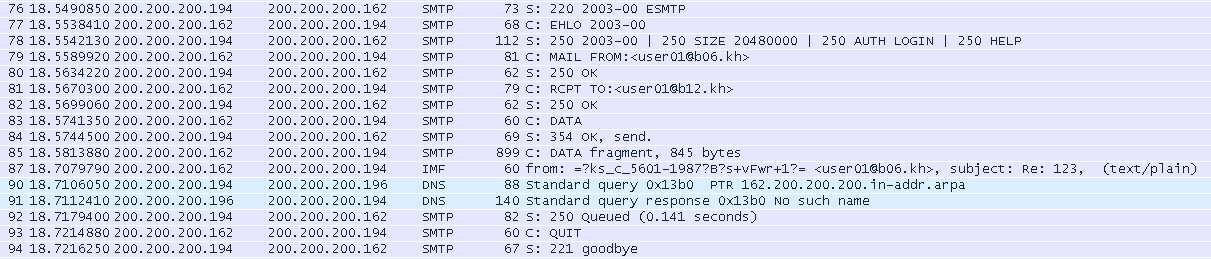 76 18.5490850 200.200.200.194 200.200.200.162 SMTP 73 S: 220 2003-00 ESMTP
77 18.5538410 200.200.200.162 200.200.200.194 SMTP 68 C: EHLO 2003-00
78 18.5542130 200.200.200.194 200.200.200.162 SMTP 112 S: 250 2003-00 | 250 SIZE 20480000 | 250 AUTH LOGIN | 250 HELP
79 18.5589920 200.200.200.162 200.200.200.194 SMTP 81 C: MAIL FROM:<user01@b06.kh>
80 18.5634220 200.200.200.194 200.200.200.162 SMTP 62 S: 250 OK
81 18.5670300 200.200.200.162 200.200.200.194 SMTP 79 C: RCPT TO:<user01@b12.kh>
82 18.5699060 200.200.200.194 200.200.200.162 SMTP 62 S: 250 OK
83 18.5741350 200.200.200.162 200.200.200.194 SMTP 60 C: DATA
84 18.5744500 200.200.200.194 200.200.200.162 SMTP 69 S: 354 OK, send.
85 18.5813880 200.200.200.162 200.200.200.194 SMTP 899 C: DATA fragment, 845 bytes
87 18.7079790 200.200.200.162 200.200.200.194 IMF 60 from: =?ks_c_5601-1987?B?s+vFwr+1?= <user01@b06.kh>, subject: Re: 123, (text/plain)
90 18.7106050 200.200.200.194 200.200.200.196 DNS 88 Standard query 0x13b0 PTR 162.200.200.200.in-addr.arpa
91 18.7112410 200.200.200.196 200.200.200.194 DNS 140 Standard query response 0x13b0 No such name
92 18.7179400 200.200.200.194 200.200.200.162 SMTP 82 S: 250 Queued (0.141 seconds)
93 18.7214880 200.200.200.162 200.200.200.194 SMTP 60 C: QUIT
94 18.7216250 200.200.200.194 200.200.200.162 SMTP 67 S: 221 goodbye